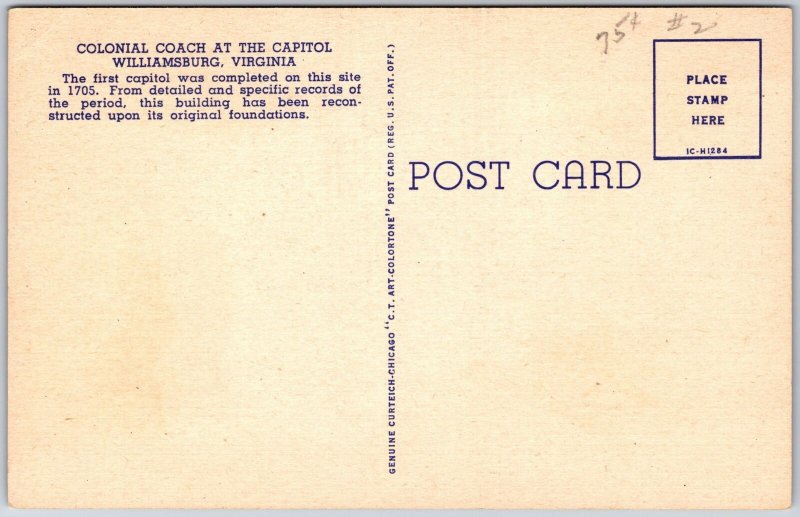 COLONIAL COACH AT THE CAPITOL
WILLIAMSBURG, VIRGINIA
The first capitol was completed on this site
in 1705. From detailed and specific records of
the period, this building has been recon-
structed upon its original foundations.
GENUINE CURTEICH-CHICAGO "C.T. ART-COLORTONE" POST CARD (REG. U.S. PAT. OFF.)
75¢ #2
POST CARD
PLACE
STAMP
HERE
1C-H1284